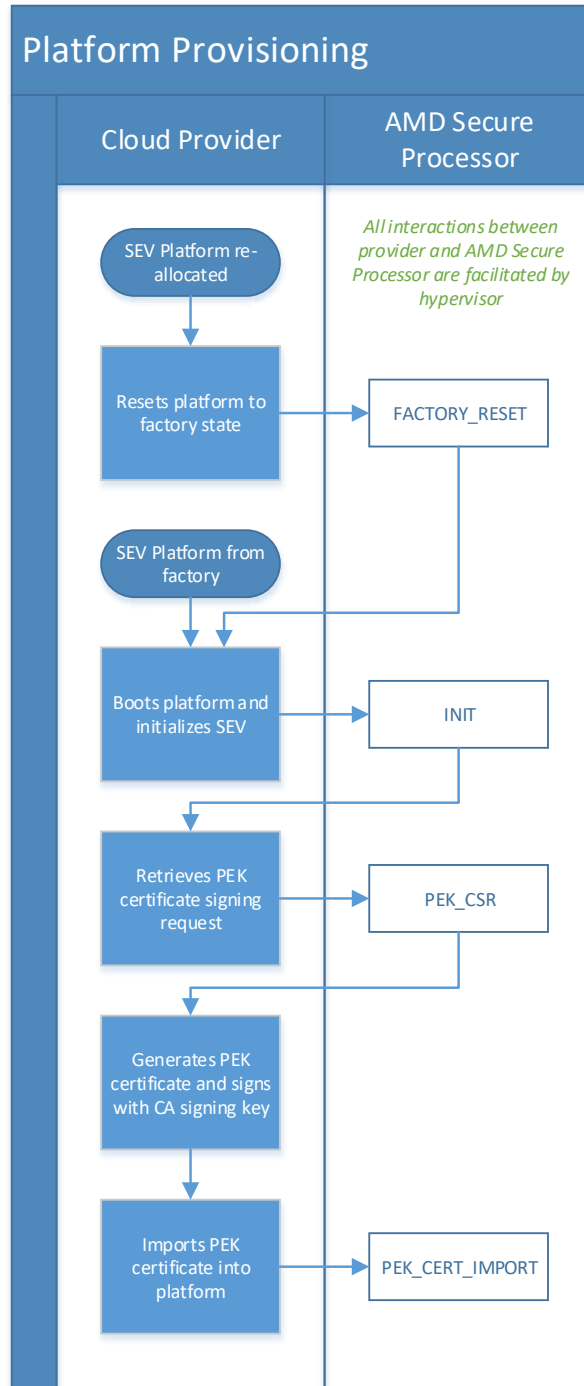 Platform Provisioning
Cloud Provider
AMD Secure
Processor
All interactions between
provider and AMD Secure
Processor are facilitated by
hypervisor
SEV Platform re-
allocated
Resets platform to
factory state
FACTORY_RESET
SEV Platform from
factory
Boots platform and
initializes SEV
INIT
Retrieves PEK
certificate signing
request
PEK_CSR
Generates PEK
certificate and signs
with CA signing key
Imports PEK
certificate into
platform
PEK_CERT_IMPORT